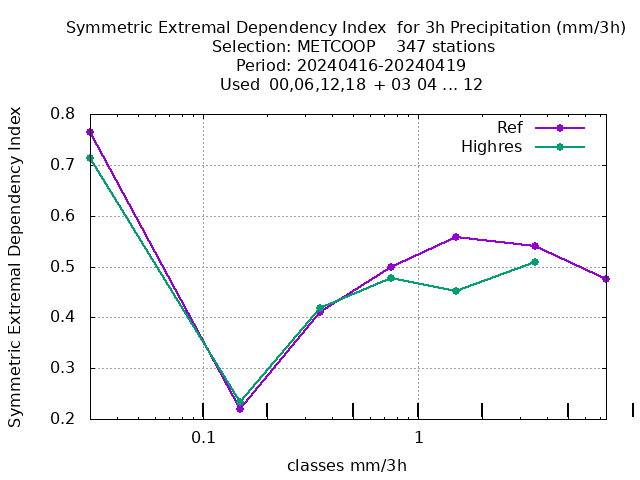 Symmetric Extremal Dependency Index  for 3h Precipitation (mm/3h)
Selection: METCOOP    347 stations
Period: 20240416-20240419
Used  00,06,12,18  + 03 04 ... 12
Symmetric Extremal Dependency Index
0.8
0.7
0.6
0.5
0.4
0.3
0.2
Ref
Highres
0.1
1
classes mm/3h